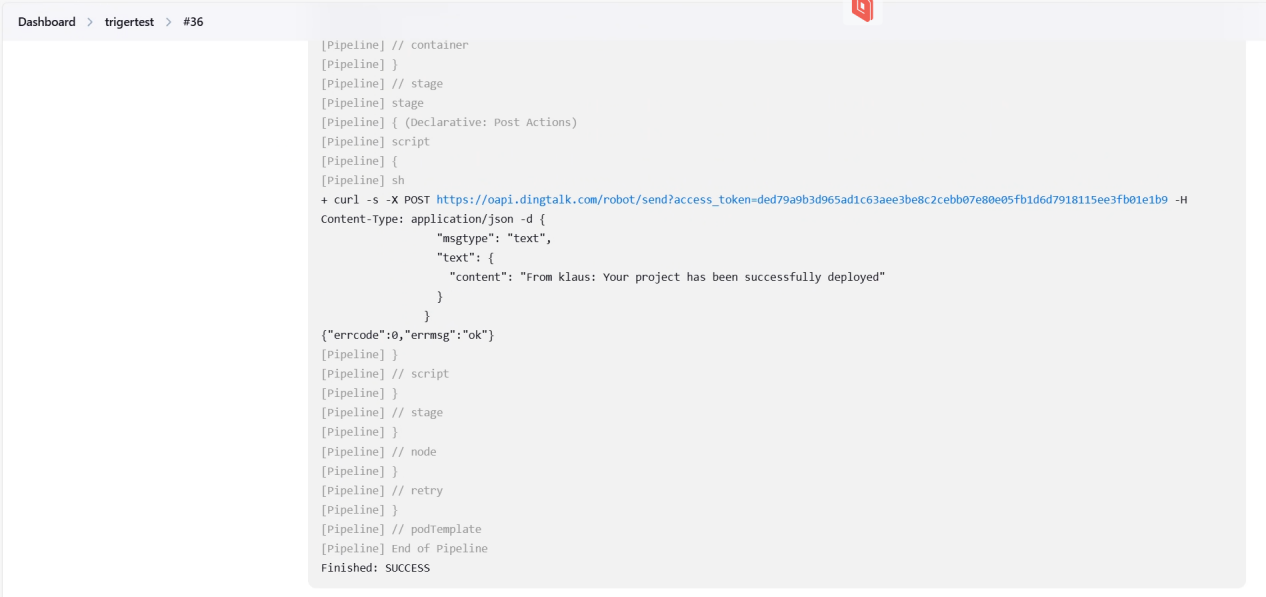 Dashboard > trigertest > #36
[Pipeline] // container
[Pipeline] }
[Pipeline] // stage
[Pipeline] stage
[Pipeline] { (Declarative: Post Actions)
[Pipeline] script
[Pipeline] {
[Pipeline] sh
+ curl -s -X POST https://oapi.dingtalk.com/robot/send?access_token=ded79a9b3d965ad1c63aee3be8c2cebb07e80e05fb1d6d7918115ee3fb01e1b9 -H
Content-Type: application/json -d {
"msgtype": "text",
"text": {
"content": "From klaus: Your project has been successfully deployed"
}
}
{"errcode":0,"errmsg":"ok"}
[Pipeline] }
[Pipeline] // script
[Pipeline] }
[Pipeline] // stage
[Pipeline] }
[Pipeline] // node
[Pipeline] }
[Pipeline] // retry
[Pipeline] }
[Pipeline] // podTemplate
[Pipeline] End of Pipeline
Finished: SUCCESS